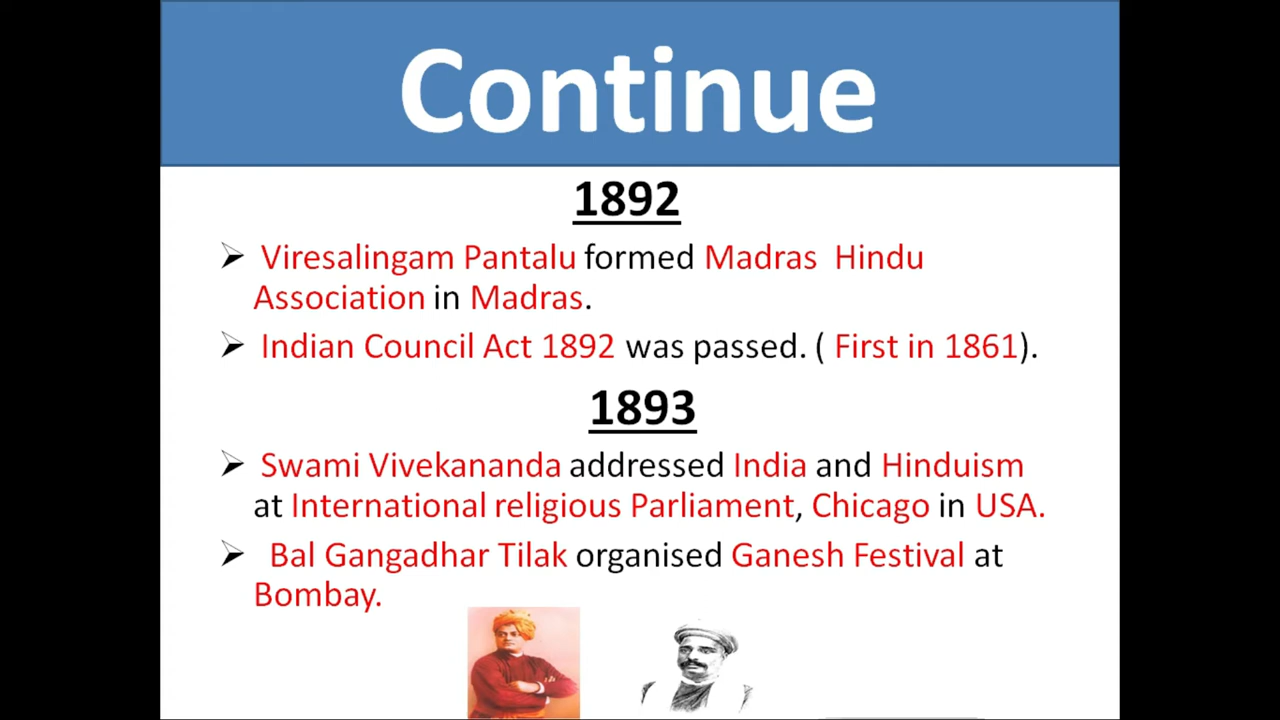 Continue
1892
➢ Viresalingam Pantalu formed Madras Hindu
Association in Madras.
➢ Indian Council Act 1892 was passed. ( First in 1861).
1893
➢ Swami Vivekananda addressed India and Hinduism
at International religious Parliament, Chicago in USA.
➢ Bal Gangadhar Tilak organised Ganesh Festival at
Bombay.